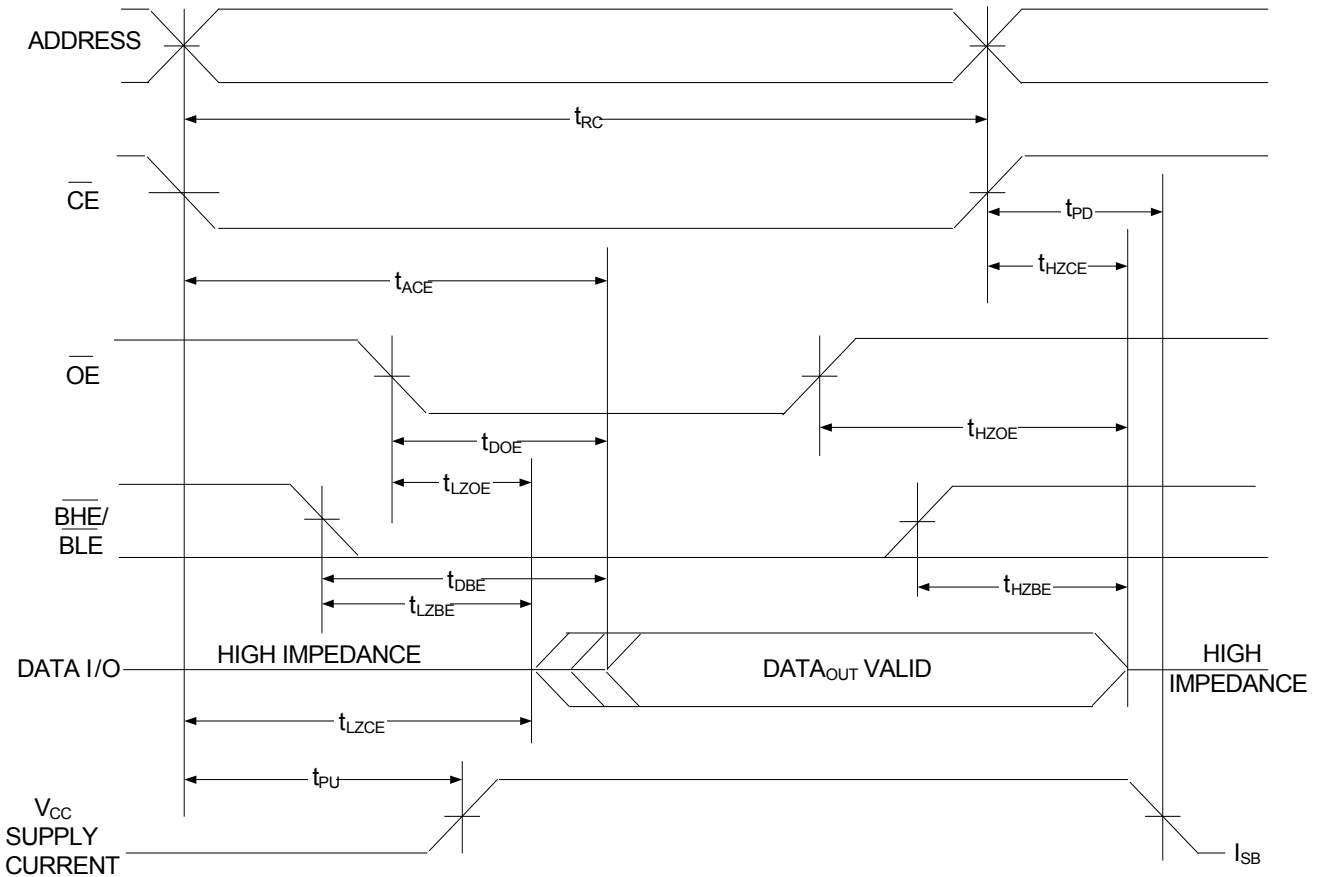 ADDRESS
tRC
CE
tPD
tHZCE
tACE
OE
tHZOE
tDOE
tLZOE
BHE/
BLE
tDBE
tHZBE
tLZBE
DATA I/O
HIGH IMPEDANCE
DATAOUT VALID
HIGH
IMPEDANCE
tLZCE
tPU
VCC
SUPPLY
CURRENT
ISB